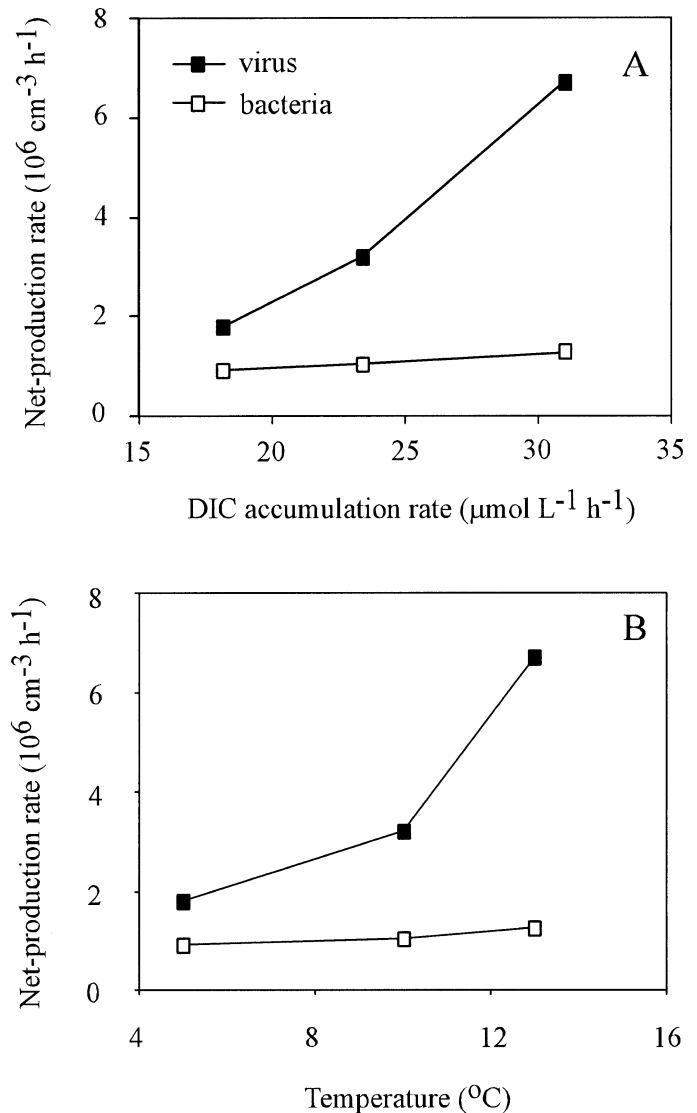 8
A
virus
bacteria
6
4
2
0
Net-production rate (10⁶ cm⁻³ h⁻¹)
15 20 25 30 35
DIC accumulation rate (µmol L⁻¹ h⁻¹)
8
B
6
4
2
0
Net-production rate (10⁶ cm⁻³ h⁻¹)
4 8 12 16
Temperature (ºC)